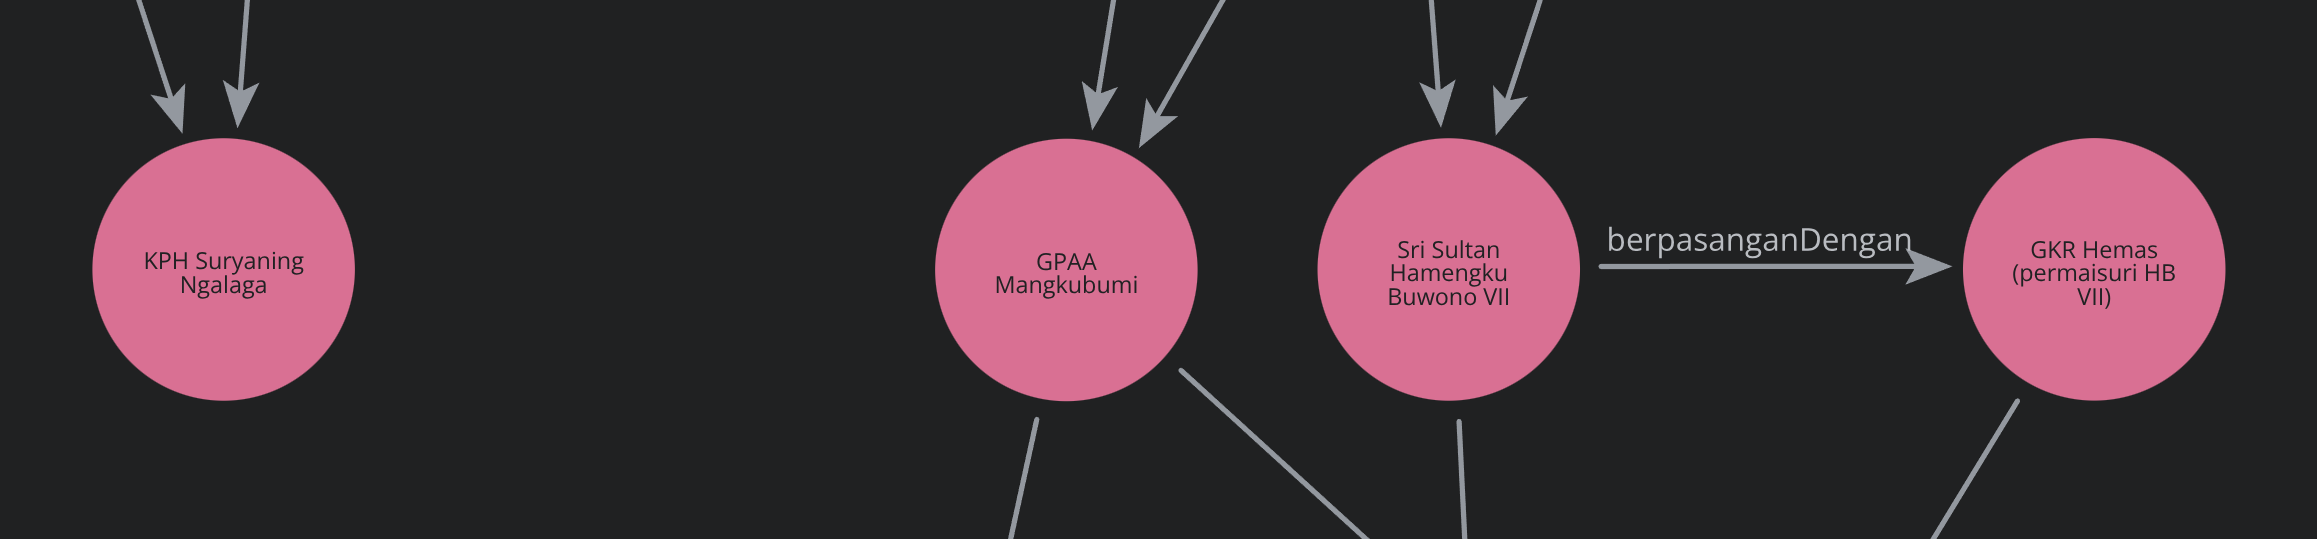 KPH Suryaning
Ngalaga
GPAA
Mangkubumi
Sri Sultan
Hamengku
Buwono VII
berpasanganDengan
GKR Hemas
(permaisuri HB
VII)